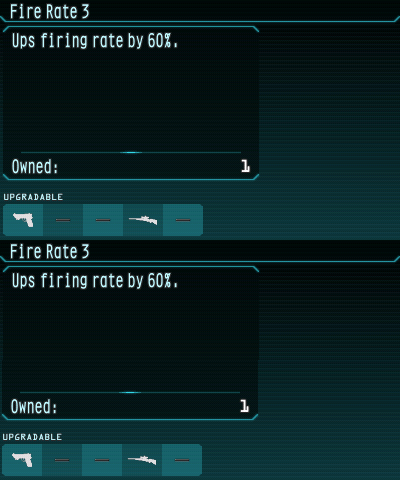 Fire Rate 3
Ups firing rate by 60%.
Owned: 1
UPGRADABLE
Fire Rate 3
Ups firing rate by 60%.
Owned: 1
UPGRADABLE